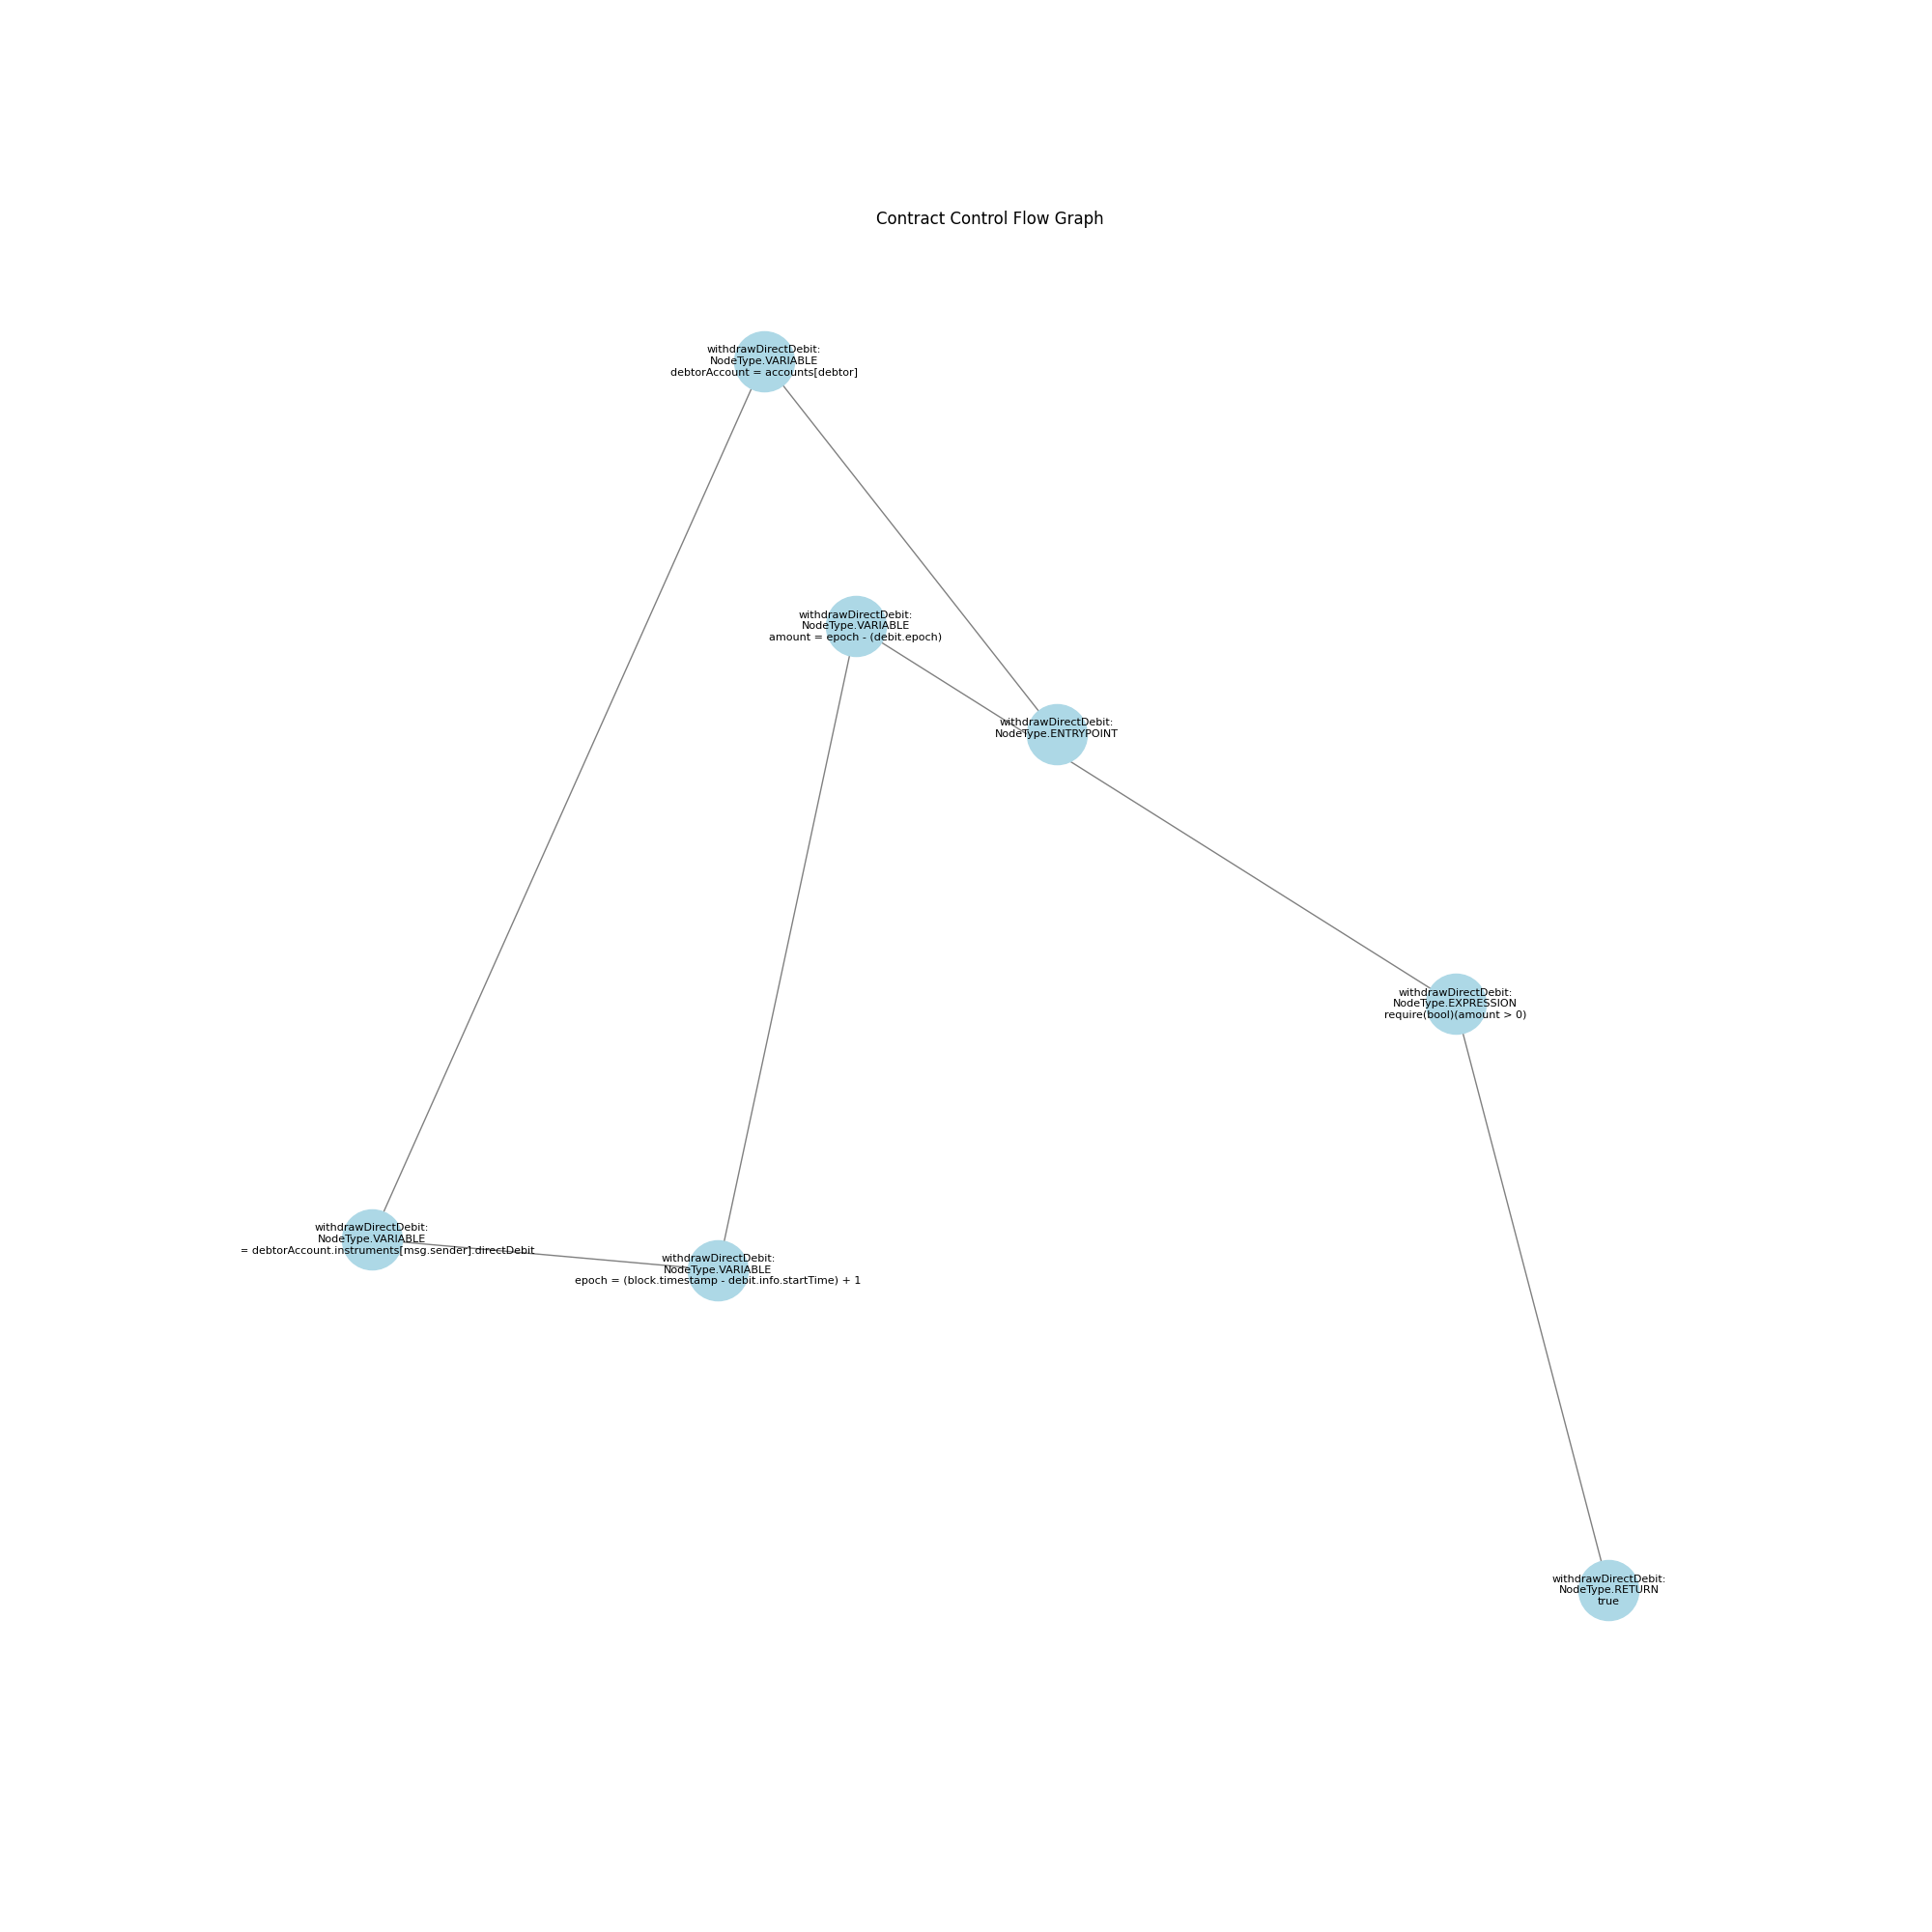 Contract Control Flow Graph
withdrawDirectDebit:
NodeType.VARIABLE
debtorAccount = accounts[debtor]
withdrawDirectDebit:
NodeType.VARIABLE
amount = epoch - (debit.epoch)
withdrawDirectDebit:
NodeType.ENTRYPOINT
withdrawDirectDebit:
NodeType.EXPRESSION
require(bool)(amount > 0)
withdrawDirectDebit:
NodeType.VARIABLE
= debtorAccount.instruments[msg.sender].directDebit
withdrawDirectDebit:
NodeType.VARIABLE
epoch = (block.timestamp - debit.info.startTime) + 1
withdrawDirectDebit:
NodeType.RETURN
true